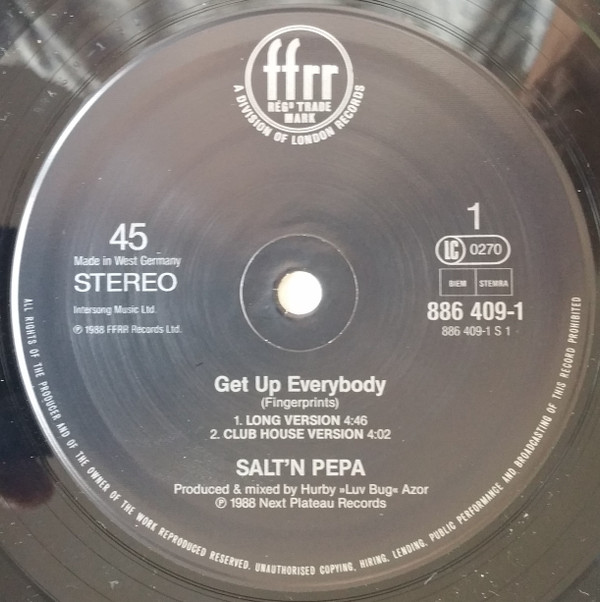 ffrr
REGD TRADE
MARK
A DIVISION OF LONDON RECORDS
45
Made in West Germany
STEREO
Intersong Music Ltd.
℗ 1988 FFRR Records Ltd.
1
LC 0270
BIEM STEMRA
886 409-1
886 409-1 S 1
Get Up Everybody
(Fingerprints)
1. LONG VERSION 4:46
2. CLUB HOUSE VERSION 4:02
SALT'N PEPA
Produced & mixed by Hurby »Luv Bug« Azor
℗ 1988 Next Plateau Records
ALL RIGHTS OF THE PRODUCER AND OF THE OWNER OF THE WORK REPRODUCED RESERVED. UNAUTHORISED COPYING, HIRING, LENDING, PUBLIC PERFORMANCE AND BROADCASTING OF THIS RECORD PROHIBITED